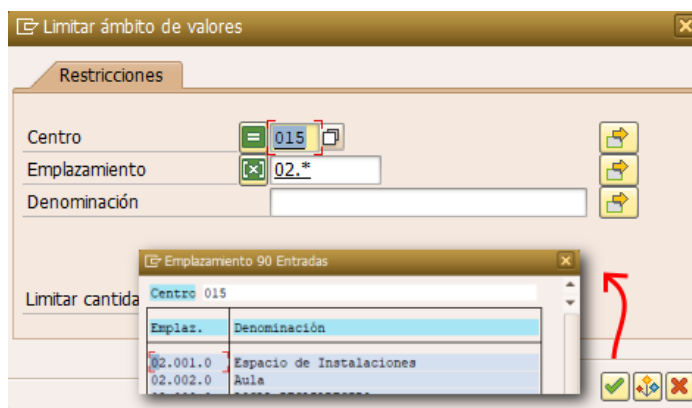 Limitar ámbito de valores
Restricciones
Centro 015
Emplazamiento 02.*
Denominación
Limitar cantida
Emplazamiento 90 Entradas
Centro 015
Emplaz. Denominación
02.001.0 Espacio de Instalaciones
02.002.0 Aula